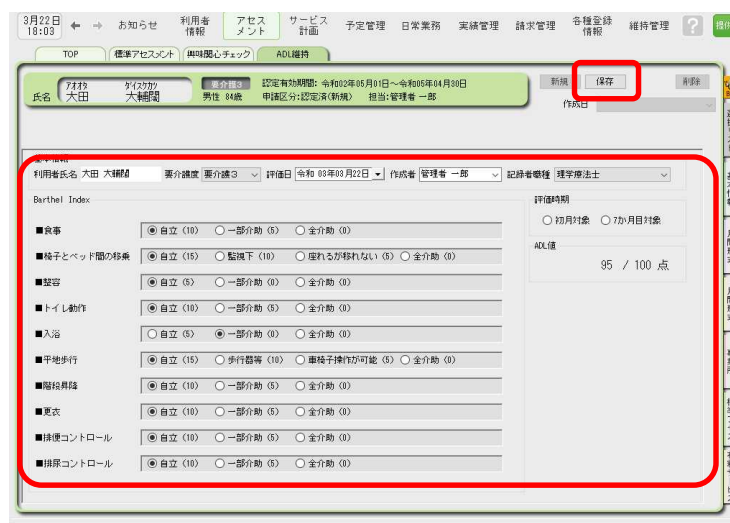 3月22日 18:03 ← → お知らせ 利用者情報 アセスメント サービス計画 予定管理 日常業務 実績管理 請求管理 各種登録情報 維持管理 ?
TOP 標準アセスメント 興味関心チェック ADL維持
氏名 大田 大輔閣 要介護3 男性 84歳 認定有効期間: 令和02年05月01日～令和05年04月30日
申請区分:認定済(新規) 担当:管理者 一郎
新規 保存 削除
作成日
基本情報
利用者氏名 大田 大輔閣 要介護度 要介護3 評価日 令和 03年03月22日 作成者 管理者 一郎 記録者職種 理学療法士
Barthel Index 評価時期
■食事 自立 (10) 一部介助 (5) 全介助 (0) 初月対象 7か月目対象
■椅子とベッド間の移乗 自立 (15) 監視下 (10) 座れるが移れない (5) 全介助 (0) ADL値
95 / 100 点
■整容 自立 (5) 一部介助 (0) 全介助 (0)
■トイレ動作 自立 (10) 一部介助 (5) 全介助 (0)
■入浴 自立 (5) 一部介助 (0) 全介助 (0)
■平地歩行 自立 (15) 歩行器等 (10) 車椅子操作が可能 (5) 全介助 (0)
■階段昇降 自立 (10) 一部介助 (5) 全介助 (0)
■更衣 自立 (10) 一部介助 (5) 全介助 (0)
■排便コントロール 自立 (10) 一部介助 (5) 全介助 (0)
■排尿コントロール 自立 (10) 一部介助 (5) 全介助 (0)